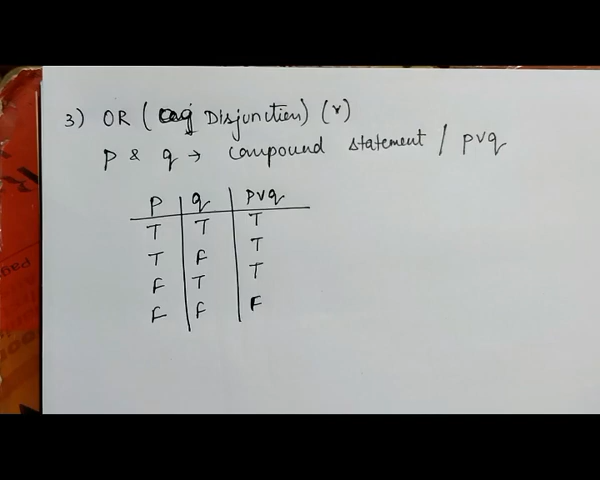 3) OR (Disjunction) (v)
p & q → compound statement / p∨q
p q p∨q
T T T
T F T
F T T
F F F